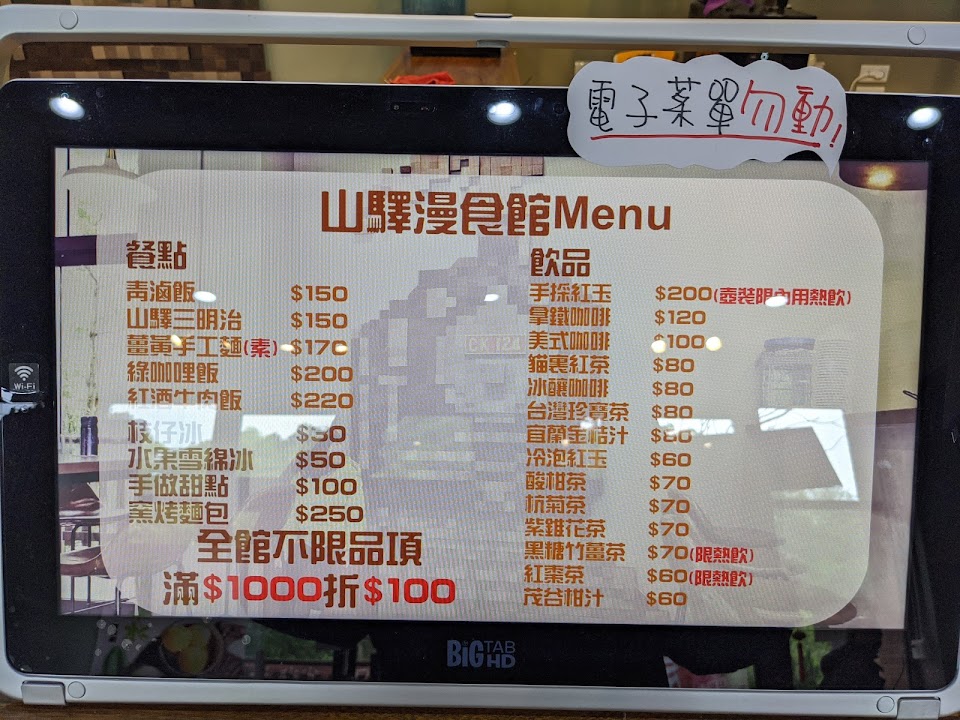 電子菜單勿動!
山驛漫食館Menu
餐點
青滷飯 $150
山驛三明治 $150
薑黃手工麵(素) $170
綠咖哩飯 $200
紅酒牛肉飯 $220
枝仔冰
水果雪綿冰 $50
手做甜點 $100
窯烤麵包 $250
全館不限品項
滿$1000折$100
飲品
手採紅玉 $200(壺裝限內用熱飲)
拿鐵咖啡 $120
美式咖啡 $100
貓裏紅茶 $80
冰釀咖啡 $80
台灣珍寶茶 $80
宜蘭金桔汁 $80
冷泡紅玉 $60
酸柑茶 $70
杭菊茶 $70
紫錐花茶 $70
黑糖竹薑茶 $70(限熱飲)
紅棗茶 $60(限熱飲)
茂谷柑汁 $60
CK 124
Wi-Fi
BiGTAB HD